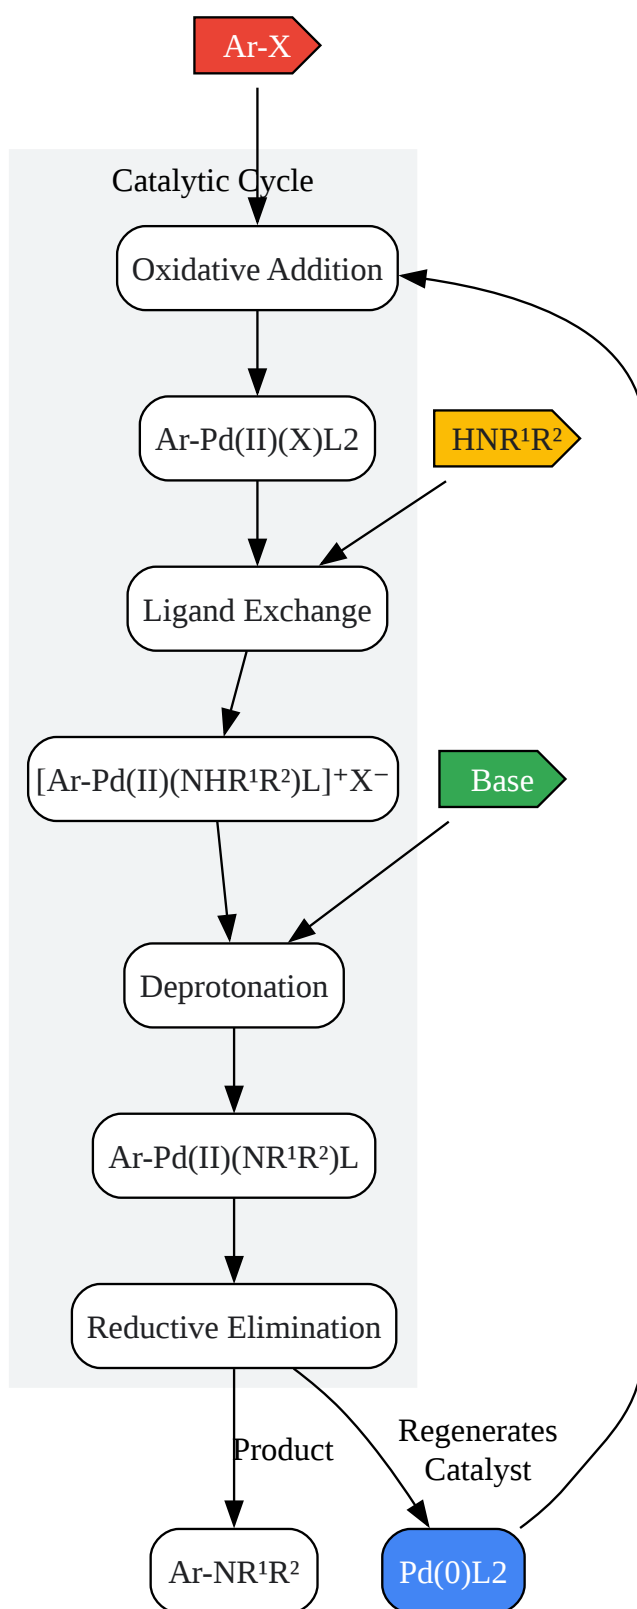 Ar-X
Catalytic Cycle
Oxidative Addition
Ar-Pd(II)(X)L2
HNR¹R²
Ligand Exchange
[Ar-Pd(II)(NHR¹R²)L]⁺X⁻
Base
Deprotonation
Ar-Pd(II)(NR¹R²)L
Reductive Elimination
Product
Regenerates
Catalyst
Ar-NR¹R²
Pd(0)L2